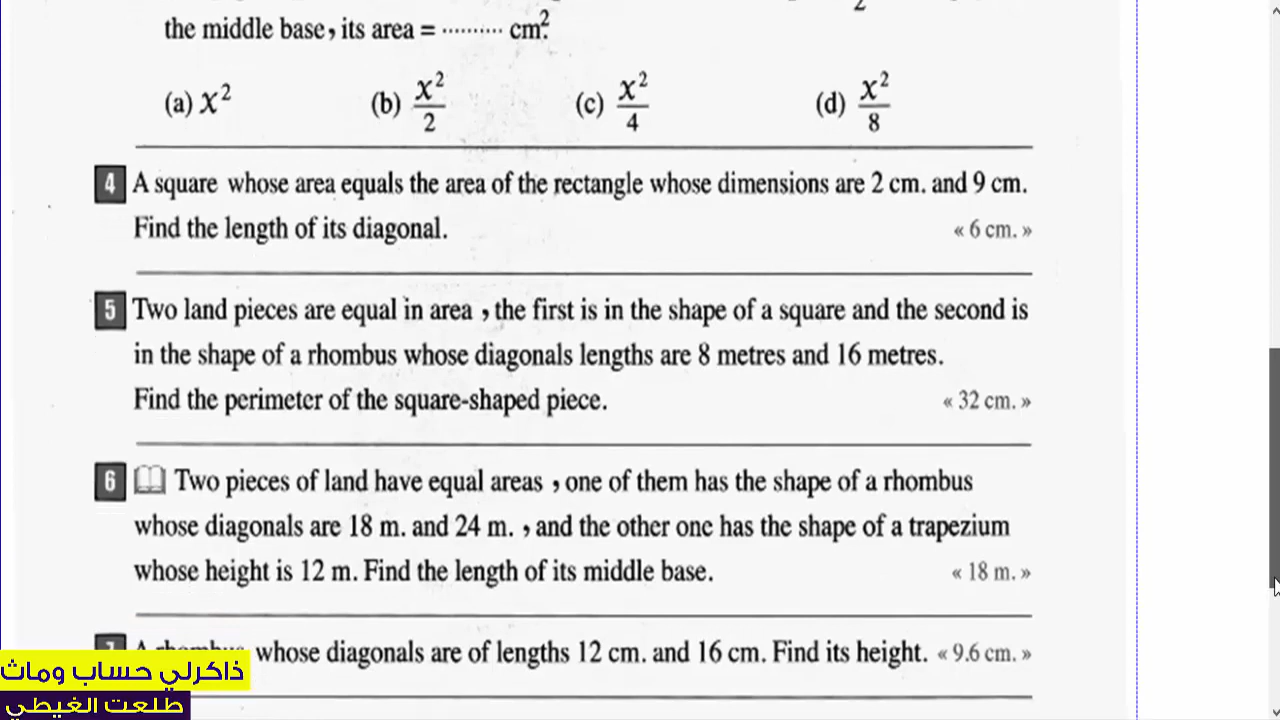 the middle base, its area = .......... cm²
(a) x² (b) x²/2 (c) x²/4 (d) x²/8
4 A square whose area equals the area of the rectangle whose dimensions are 2 cm. and 9 cm.
Find the length of its diagonal. « 6 cm. »
5 Two land pieces are equal in area , the first is in the shape of a square and the second is
in the shape of a rhombus whose diagonals lengths are 8 metres and 16 metres.
Find the perimeter of the square-shaped piece. « 32 cm. »
6 Two pieces of land have equal areas , one of them has the shape of a rhombus
whose diagonals are 18 m. and 24 m. , and the other one has the shape of a trapezium
whose height is 12 m. Find the length of its middle base. « 18 m. »
whose diagonals are of lengths 12 cm. and 16 cm. Find its height. « 9.6 cm. »
ذاكرلي حساب وماث
طلعت الغيطي